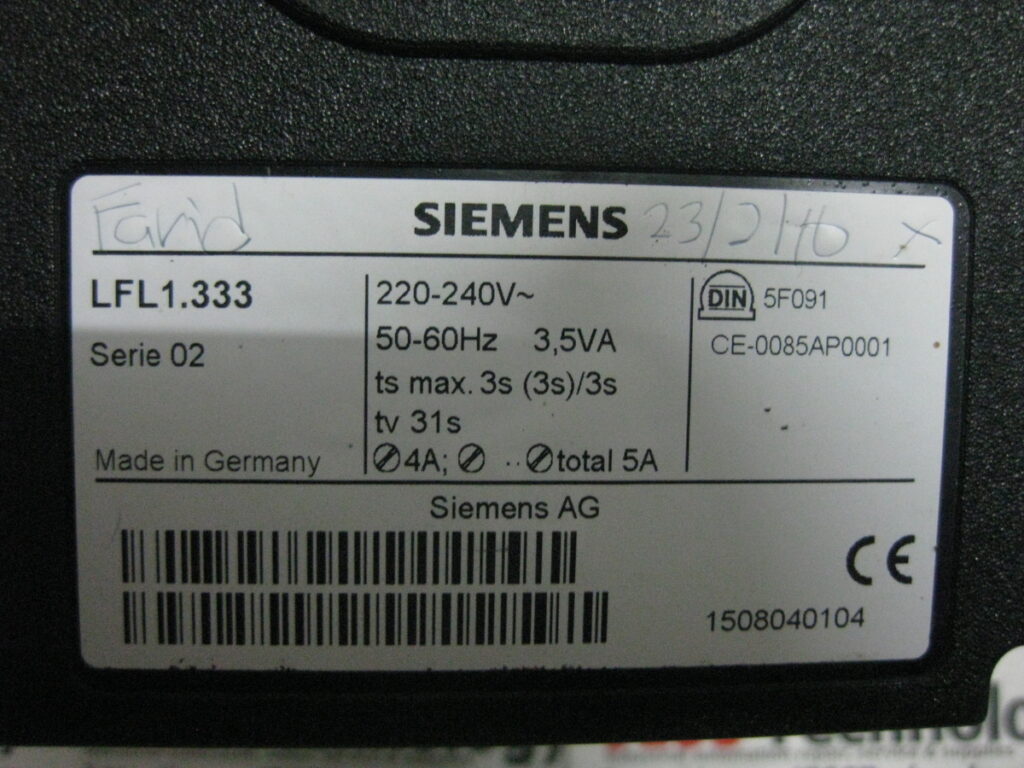 Farid SIEMENS 23/2/16 x
LFL1.333
Serie 02
Made in Germany
220-240V~
50-60Hz 3,5VA
ts max. 3s (3s)/3s
tv 31s
4A; .. total 5A
DIN 5F091
CE-0085AP0001
Siemens AG
CE
1508040104